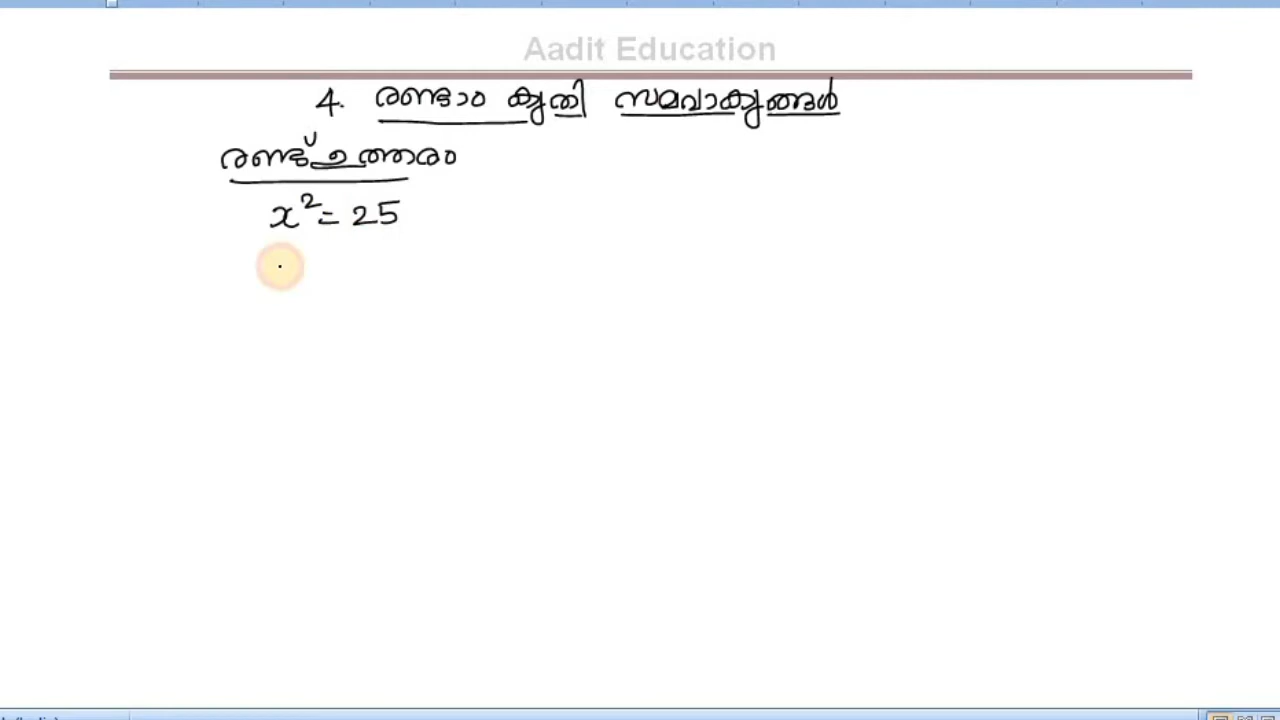 Aadit Education
4. രണ്ടാം കൃതി സമവാക്യങ്ങൾ
രണ്ട് ഉത്തരം
x² = 25